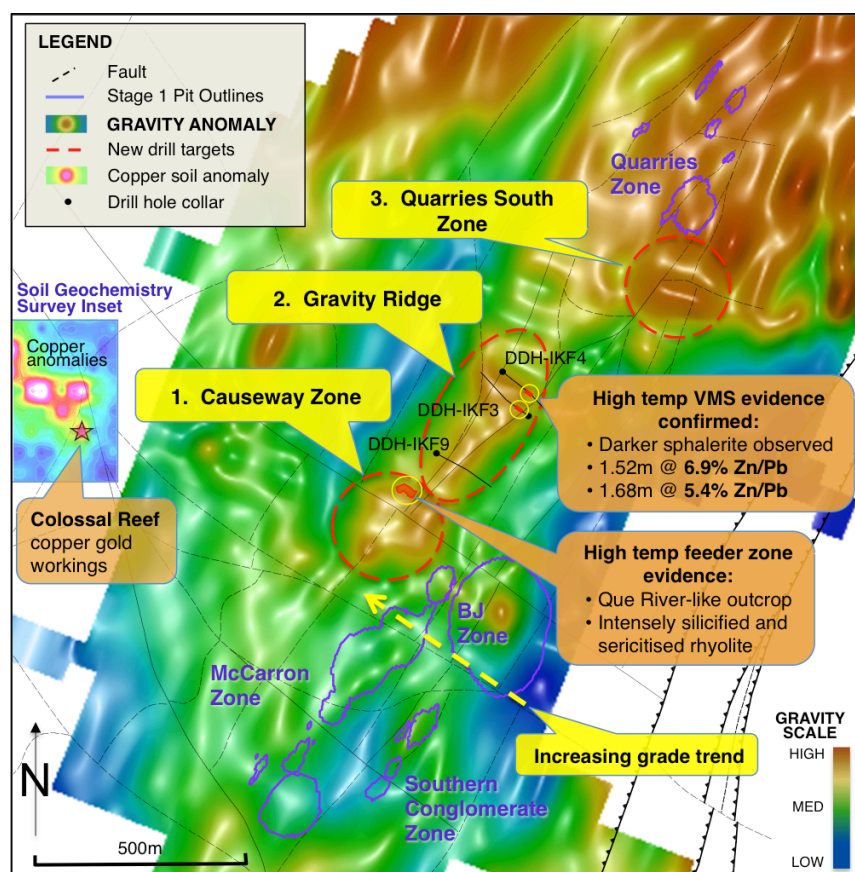 LEGEND
Fault
Stage 1 Pit Outlines
GRAVITY ANOMALY
New drill targets
Copper soil anomaly
Drill hole collar
Quarries
Zone
3. Quarries South
Zone
Soil Geochemistry
Survey Inset
Copper
anomalies
2. Gravity Ridge
DDH-IKF4
1. Causeway Zone
DDH-IKF3
DDH-IKF9
High temp VMS evidence
confirmed:
• Darker sphalerite observed
• 1.52m @ 6.9% Zn/Pb
• 1.68m @ 5.4% Zn/Pb
Colossal Reef
copper gold
workings
High temp feeder zone
evidence:
• Que River-like outcrop
• Intensely silicified and
sericitised rhyolite
BJ
Zone
McCarron
Zone
Increasing grade trend
Southern
Conglomerate
Zone
N
500m
GRAVITY
SCALE
HIGH
MED
LOW